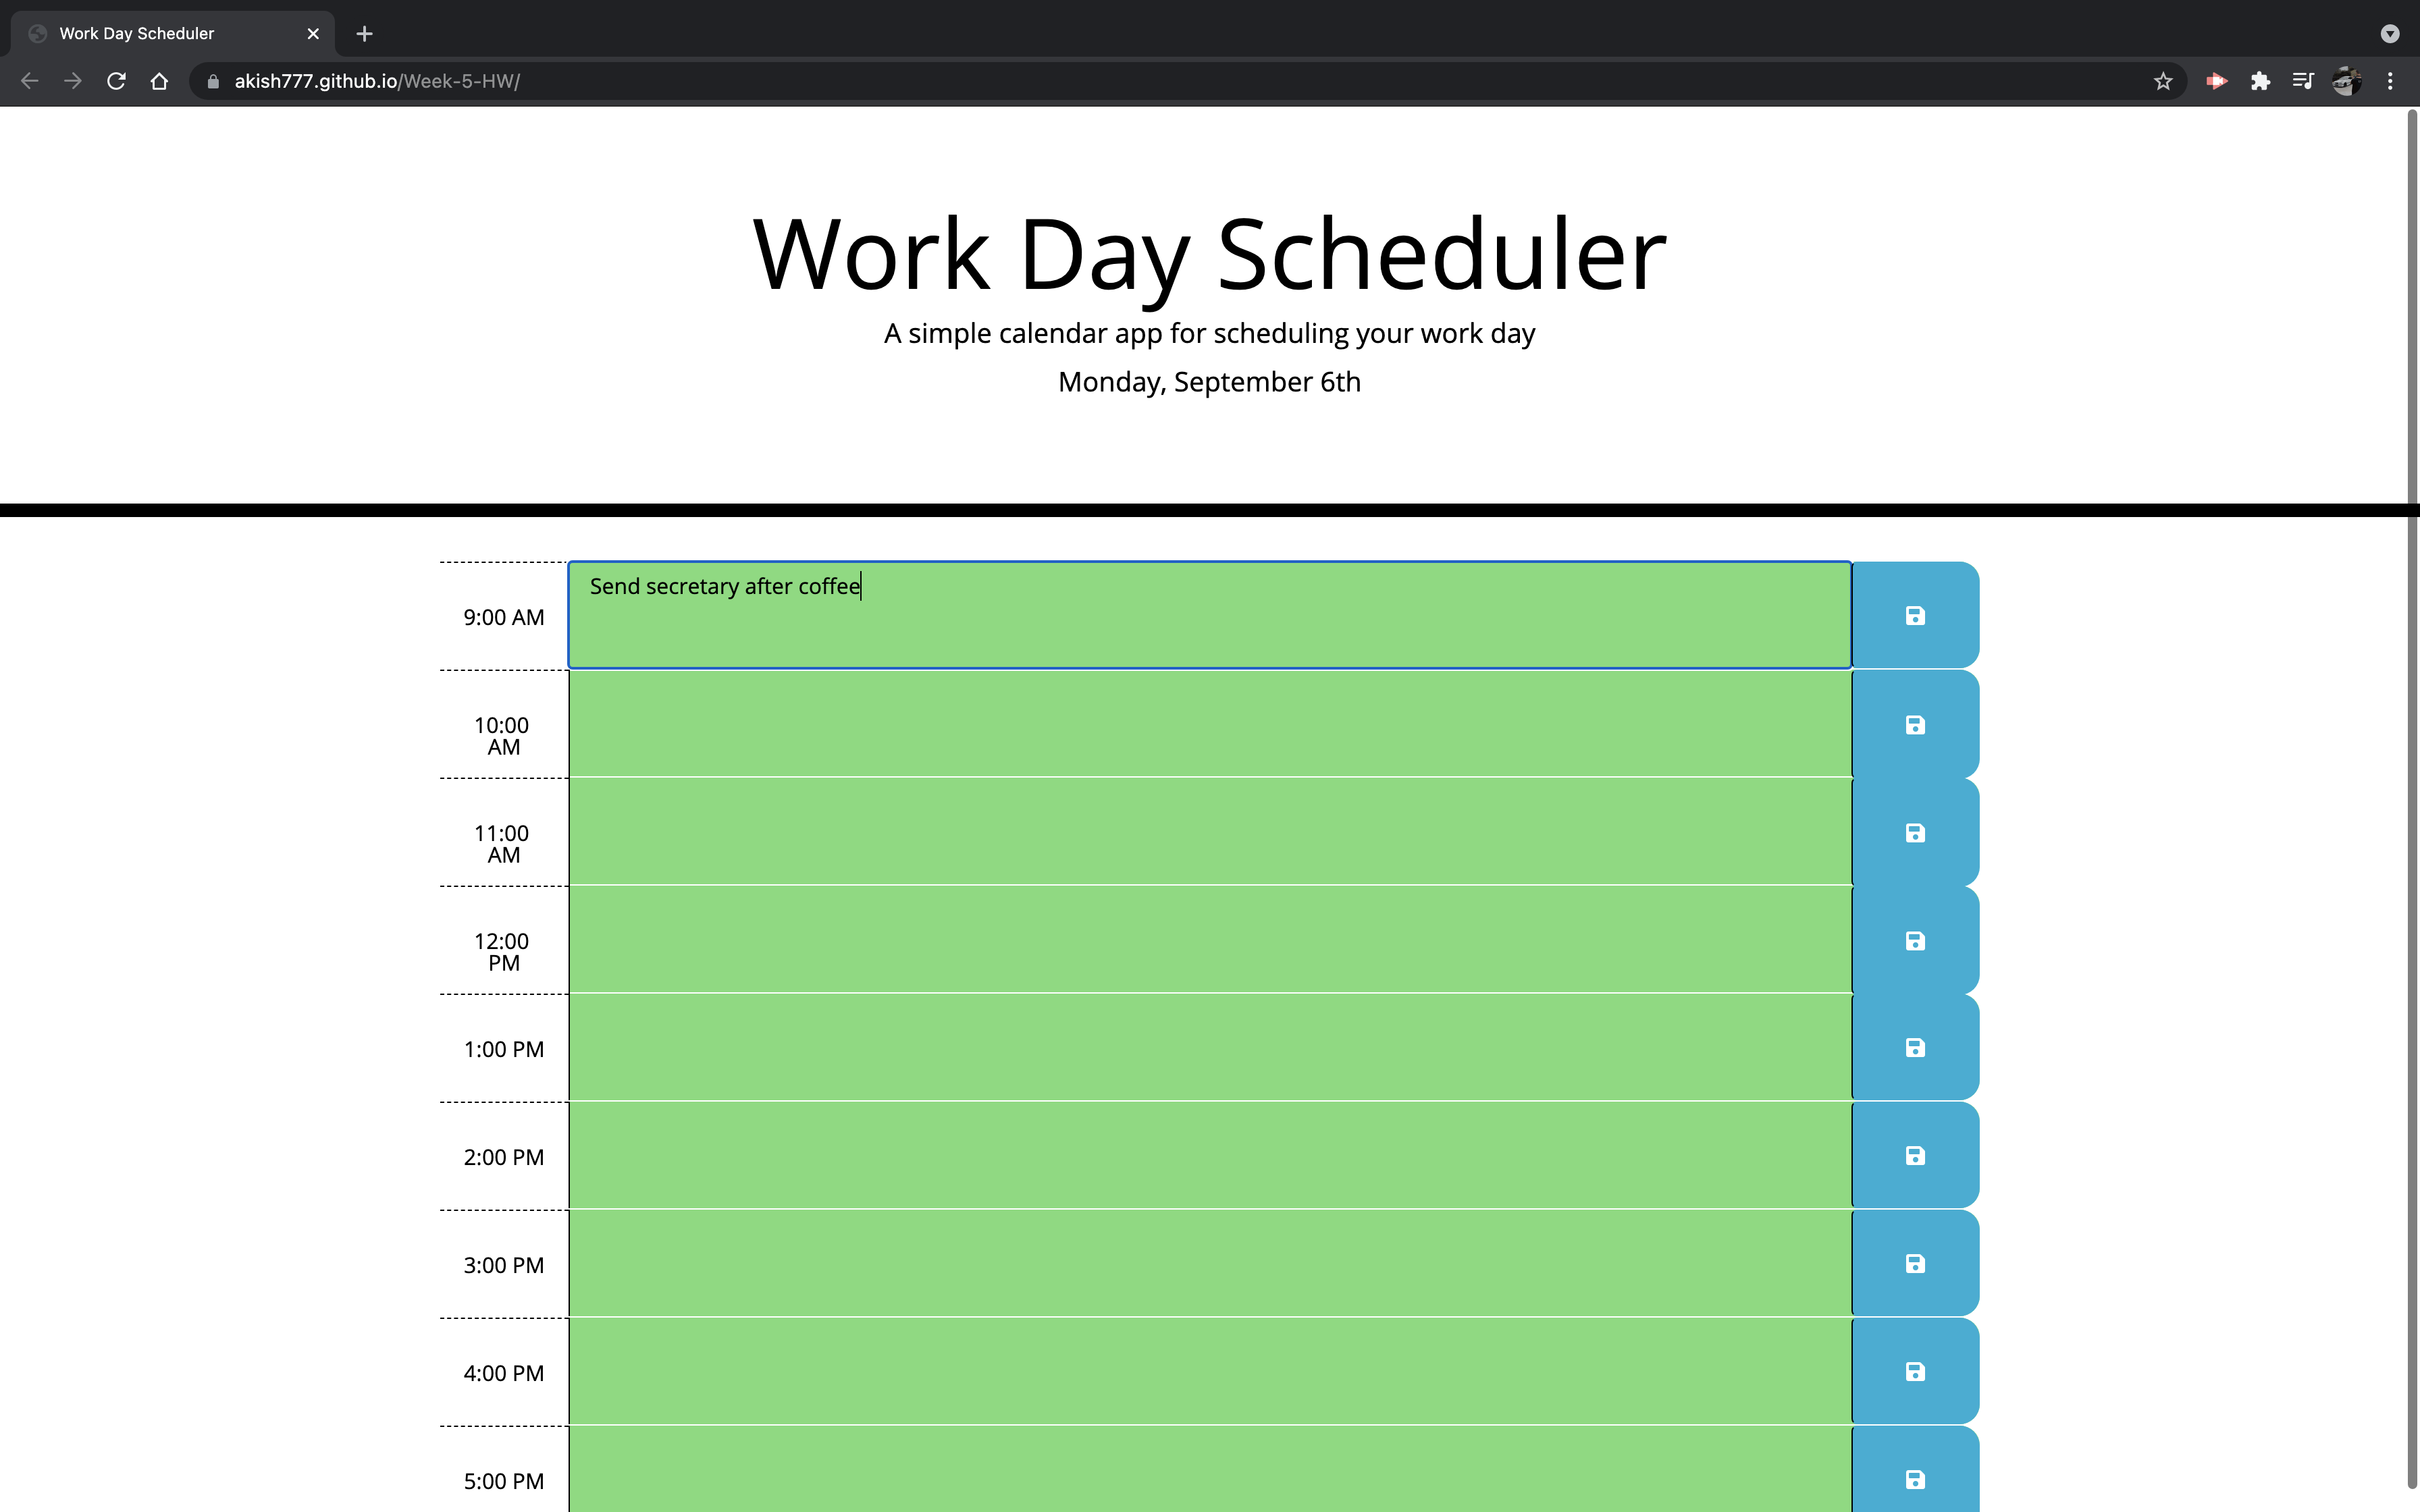 Work Day Scheduler
akish777.github.io/Week-5-HW/
Work Day Scheduler
A simple calendar app for scheduling your work day
Monday, September 6th
9:00 AM
Send secretary after coffee
10:00
AM
11:00
AM
12:00
PM
1:00 PM
2:00 PM
3:00 PM
4:00 PM
5:00 PM